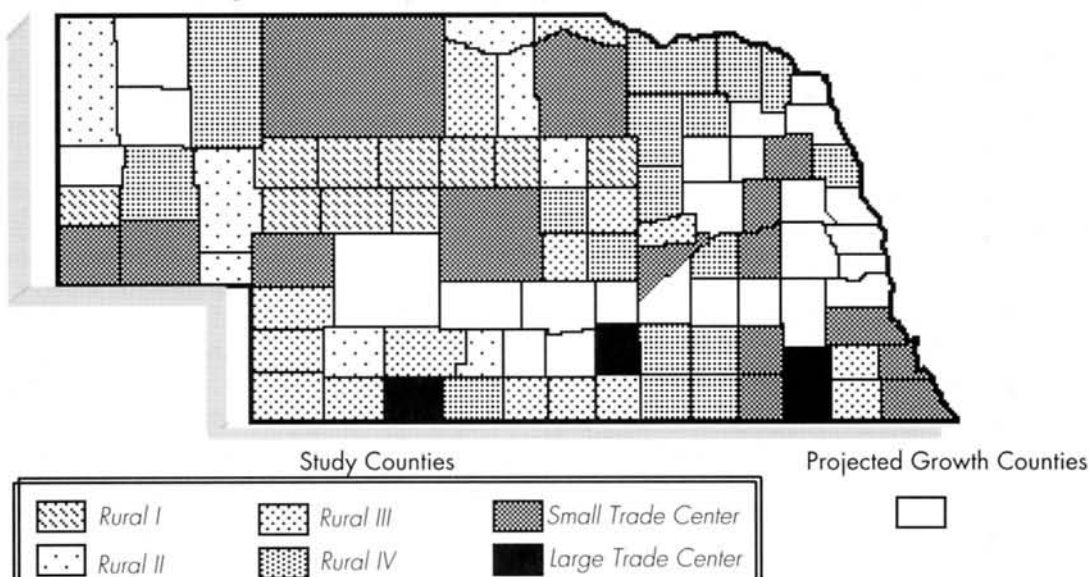 Study Counties Projected Growth Counties
Rural I Rural III Small Trade Center
Rural II Rural IV Large Trade Center